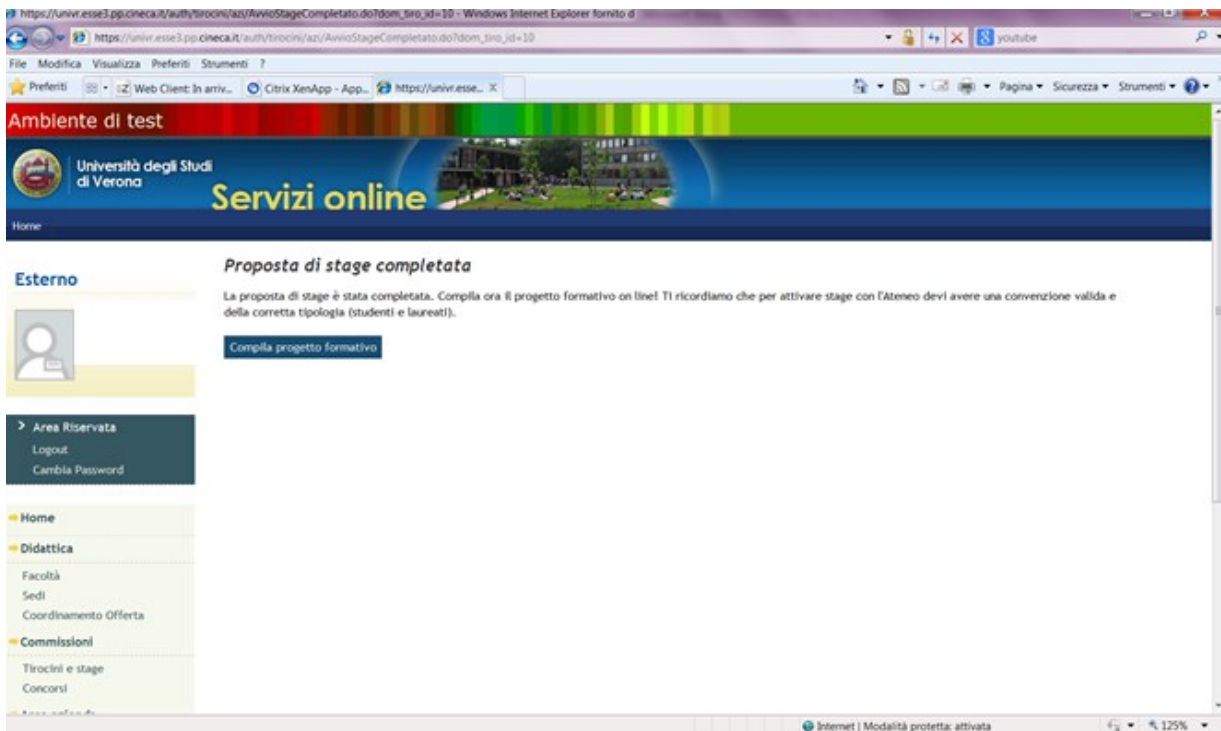 https://univr.esse3.pp.cineca.it/auth/tirocini/azi/AvvioStageCompletato.do?dom_tiro_id=10 - Windows Internet Explorer fornito d
https://univr.esse3.pp.cineca.it/auth/tirocini/azi/AvvioStageCompletato.do?dom_tiro_id=10
youtube
File Modifica Visualizza Preferiti Strumenti ?
Preferiti Web Client: In arriv... Citrix XenApp - App... https://univr.esse... X Pagina Sicurezza Strumenti
Ambiente di test
Università degli Studi
di Verona
Servizi online
Home
Esterno
Proposta di stage completata
La proposta di stage è stata completata. Compila ora il progetto formativo on line! Ti ricordiamo che per attivare stage con l'Ateneo devi avere una convenzione valida e
della corretta tipologia (studenti e laureati).
Compila progetto formativo
Area Riservata
Logout
Cambia Password
Home
Didattica
Facoltà
Sedi
Coordinamento Offerta
Commissioni
Tirocini e stage
Concorsi
Internet | Modalità protetta: attivata 125%